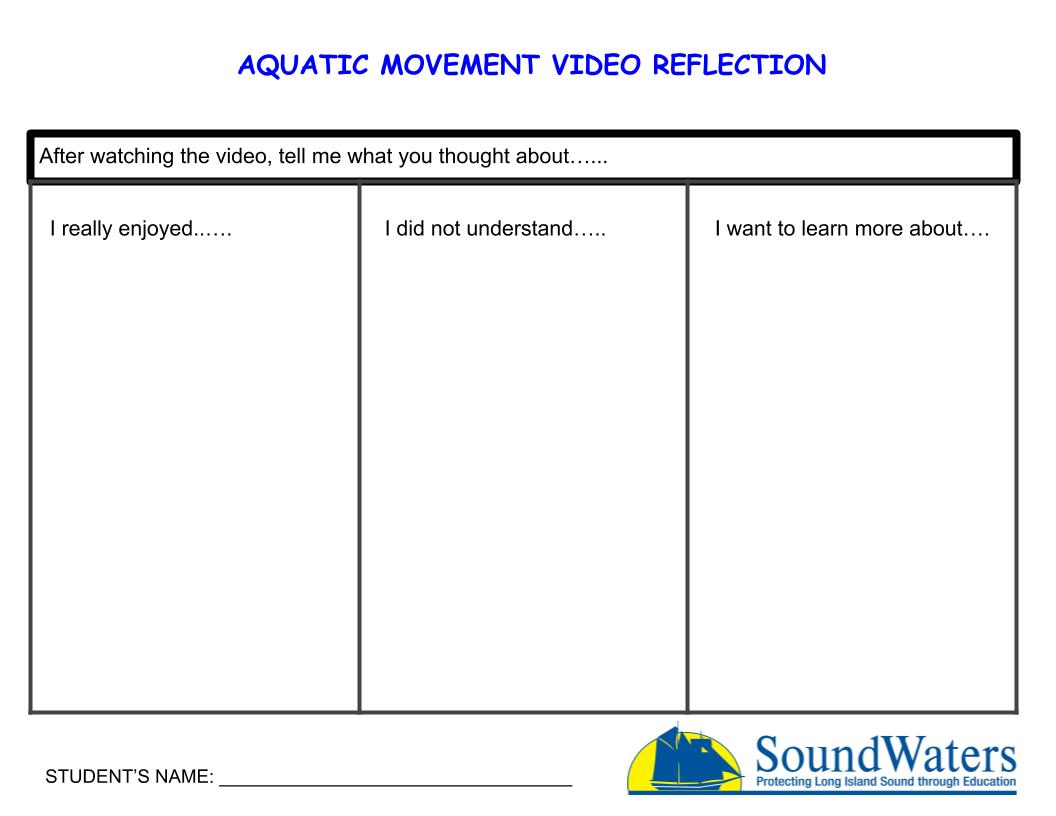 AQUATIC MOVEMENT VIDEO REFLECTION
After watching the video, tell me what you thought about…...
I really enjoyed..….
I did not understand…..
I want to learn more about….
STUDENT’S NAME: ___________________________________
SoundWaters
Protecting Long Island Sound through Education